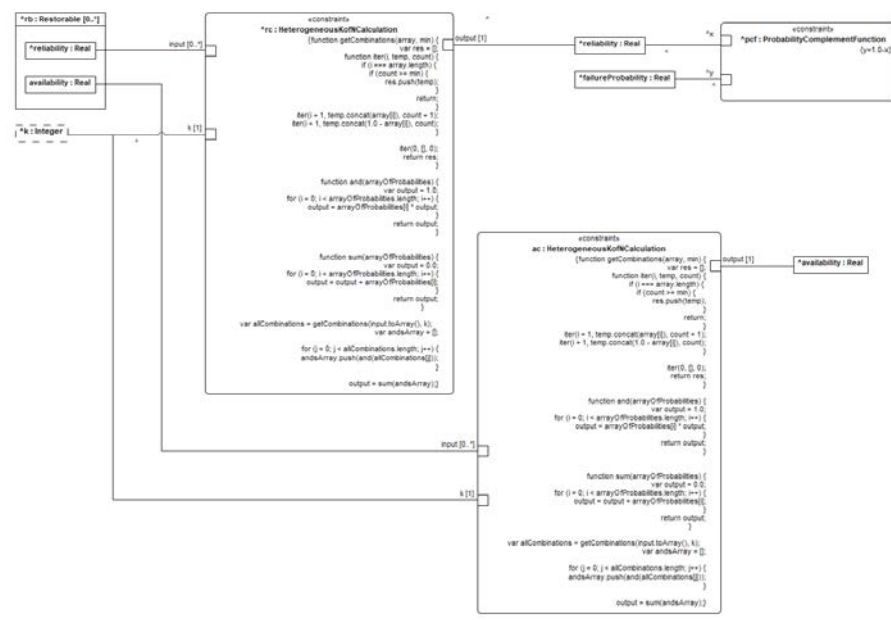 ^rb : Restorable [0..*]
^reliability : Real
availability : Real
^k : Integer
input [0..*]
k [1]
«constraint»
^rc : HeterogeneousKofNCalculation
{function getCombinations(array, min) {
var res = [];
function iter(i, temp, count) {
if (i === array.length) {
if (count >= min) {
res.push(temp);
}
return;
}
iter(i + 1, temp.concat(array[i]), count + 1);
iter(i + 1, temp.concat(1.0 - array[i]), count);
}
iter(0, [], 0);
return res;
}
function and(arrayOfProbabilities) {
var output = 1.0;
for (i = 0; i < arrayOfProbabilities.length; i++) {
output = arrayOfProbabilities[i] * output;
}
return output;
}
function sum(arrayOfProbabilities) {
var output = 0.0;
for (i = 0; i < arrayOfProbabilities.length; i++) {
output = output + arrayOfProbabilities[i];
}
return output;
}
var allCombinations = getCombinations(input.toArray(), k);
var andsArray = [];
for (j = 0; j < allCombinations.length; j++) {
andsArray.push(and(allCombinations[j]));
}
output = sum(andsArray);}
output [1]
^reliability : Real
^failureProbability : Real
^x
^y
«constraint»
^pcf : ProbabilityComplementFunction
{y=1.0-x}
input [0..*]
k [1]
«constraint»
ac : HeterogeneousKofNCalculation
{function getCombinations(array, min) {
var res = [];
function iter(i, temp, count) {
if (i === array.length) {
if (count >= min) {
res.push(temp);
}
return;
}
iter(i + 1, temp.concat(array[i]), count + 1);
iter(i + 1, temp.concat(1.0 - array[i]), count);
}
iter(0, [], 0);
return res;
}
function and(arrayOfProbabilities) {
var output = 1.0;
for (i = 0; i < arrayOfProbabilities.length; i++) {
output = arrayOfProbabilities[i] * output;
}
return output;
}
function sum(arrayOfProbabilities) {
var output = 0.0;
for (i = 0; i < arrayOfProbabilities.length; i++) {
output = output + arrayOfProbabilities[i];
}
return output;
}
var allCombinations = getCombinations(input.toArray(), k);
var andsArray = [];
for (j = 0; j < allCombinations.length; j++) {
andsArray.push(and(allCombinations[j]));
}
output = sum(andsArray);}
output [1]
^availability : Real